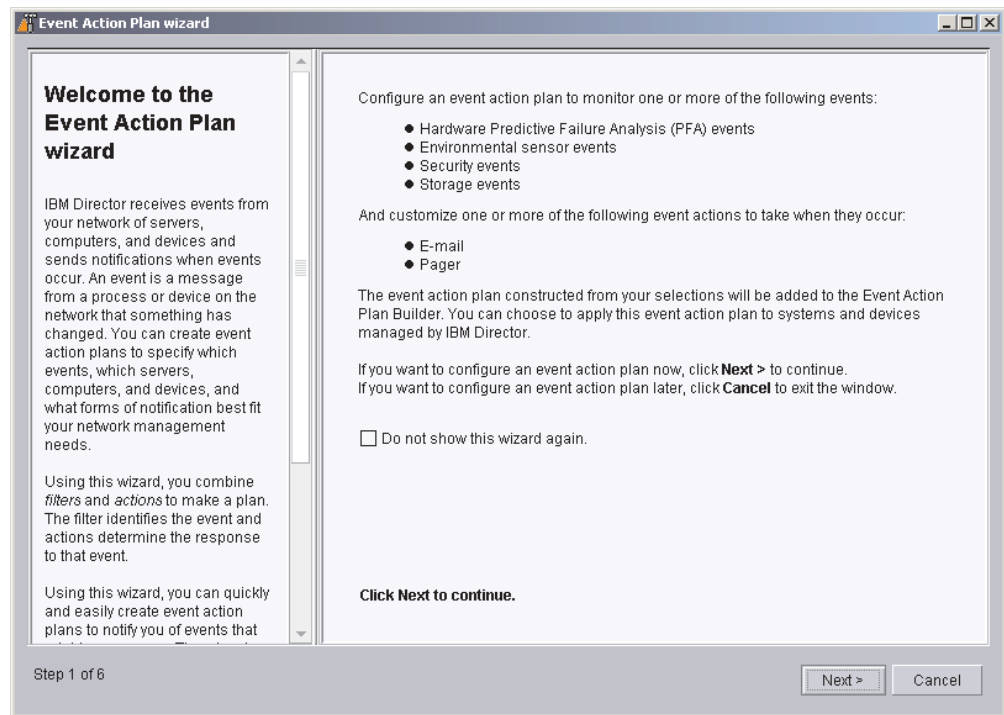 Event Action Plan wizard
Welcome to the
Event Action Plan
wizard
IBM Director receives events from
your network of servers,
computers, and devices and
sends notifications when events
occur. An event is a message
from a process or device on the
network that something has
changed. You can create event
action plans to specify which
events, which servers,
computers, and devices, and
what forms of notification best fit
your network management
needs.
Using this wizard, you combine
filters and actions to make a plan.
The filter identifies the event and
actions determine the response
to that event.
Using this wizard, you can quickly
and easily create event action
plans to notify you of events that
Configure an event action plan to monitor one or more of the following events:
● Hardware Predictive Failure Analysis (PFA) events
● Environmental sensor events
● Security events
● Storage events
And customize one or more of the following event actions to take when they occur:
● E-mail
● Pager
The event action plan constructed from your selections will be added to the Event Action
Plan Builder. You can choose to apply this event action plan to systems and devices
managed by IBM Director.
If you want to configure an event action plan now, click Next > to continue.
If you want to configure an event action plan later, click Cancel to exit the window.
Do not show this wizard again.
Click Next to continue.
Step 1 of 6
Next >
Cancel